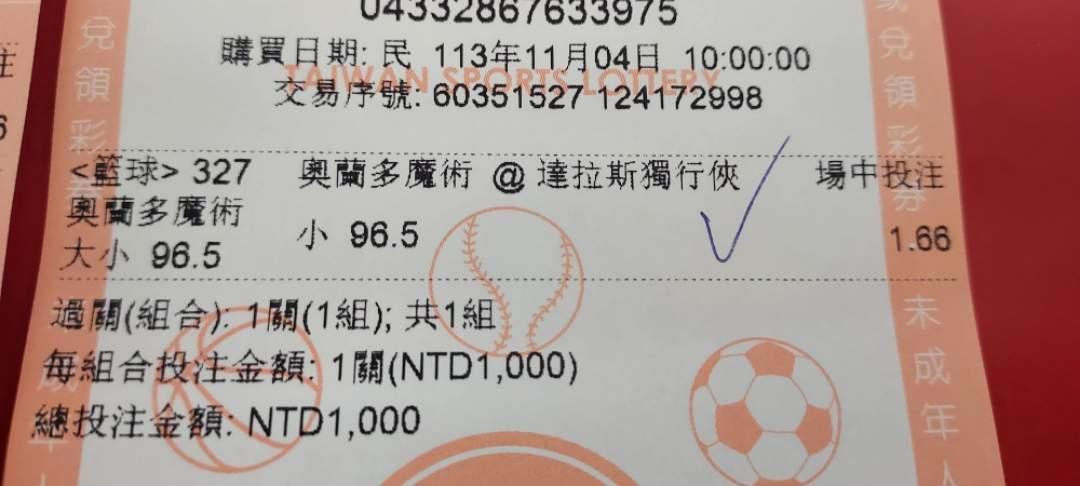 04332867633975
購買日期: 民 113年11月04日 10:00:00
TAIWAN SPORTS LOTTERY
交易序號: 60351527 124172998
<籃球> 327 奧蘭多魔術 @ 達拉斯獨行俠 場中投注
奧蘭多魔術
大小 96.5 小 96.5 1.66
過關(組合): 1關(1組); 共1組
每組合投注金額: 1關(NTD1,000)
總投注金額: NTD1,000
兌領彩券
兌領彩券
未成年人